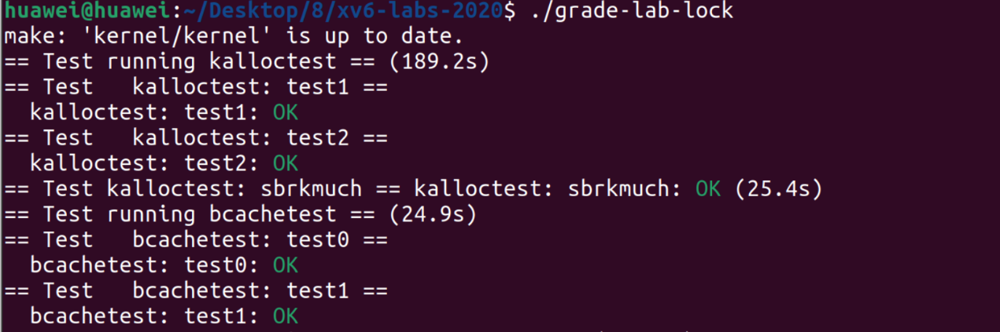 huawei@huawei:~/Desktop/8/xv6-labs-2020$ ./grade-lab-lock
make: 'kernel/kernel' is up to date.
== Test running kalloctest == (189.2s)
== Test   kalloctest: test1 ==
  kalloctest: test1: OK
== Test   kalloctest: test2 ==
  kalloctest: test2: OK
== Test kalloctest: sbrkmuch == kalloctest: sbrkmuch: OK (25.4s)
== Test running bcachetest == (24.9s)
== Test   bcachetest: test0 ==
  bcachetest: test0: OK
== Test   bcachetest: test1 ==
  bcachetest: test1: OK